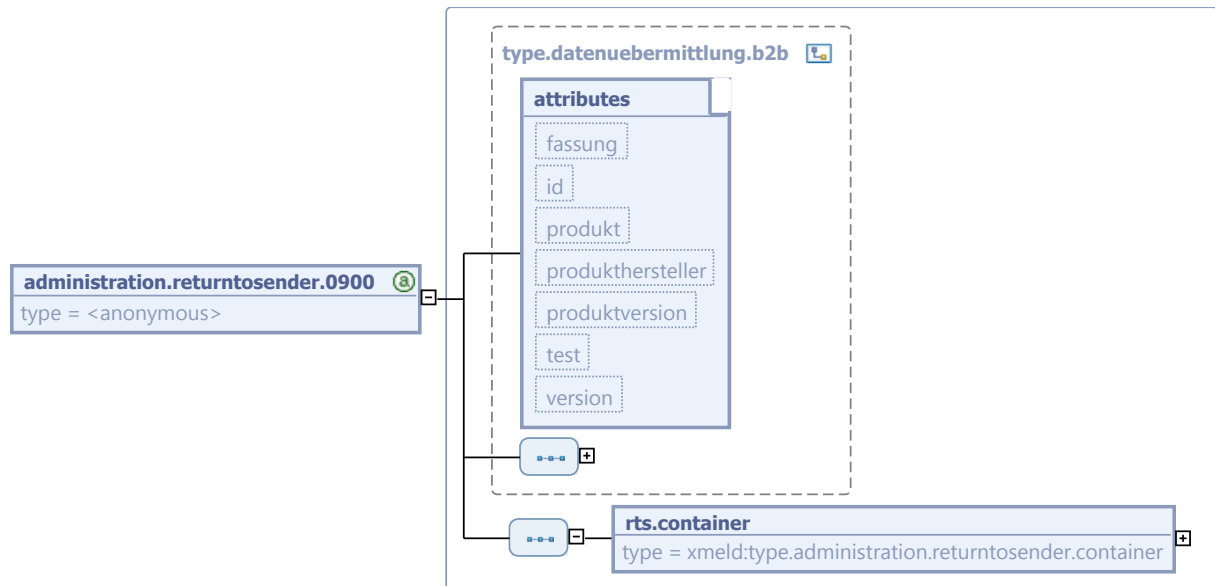 type.datenuebermittlung.b2b
attributes
fassung
id
produkt
produkthersteller
produktversion
test
version
administration.returntosender.0900 a
type = <anonymous>
rts.container
type = xmeld:type.administration.returntosender.container